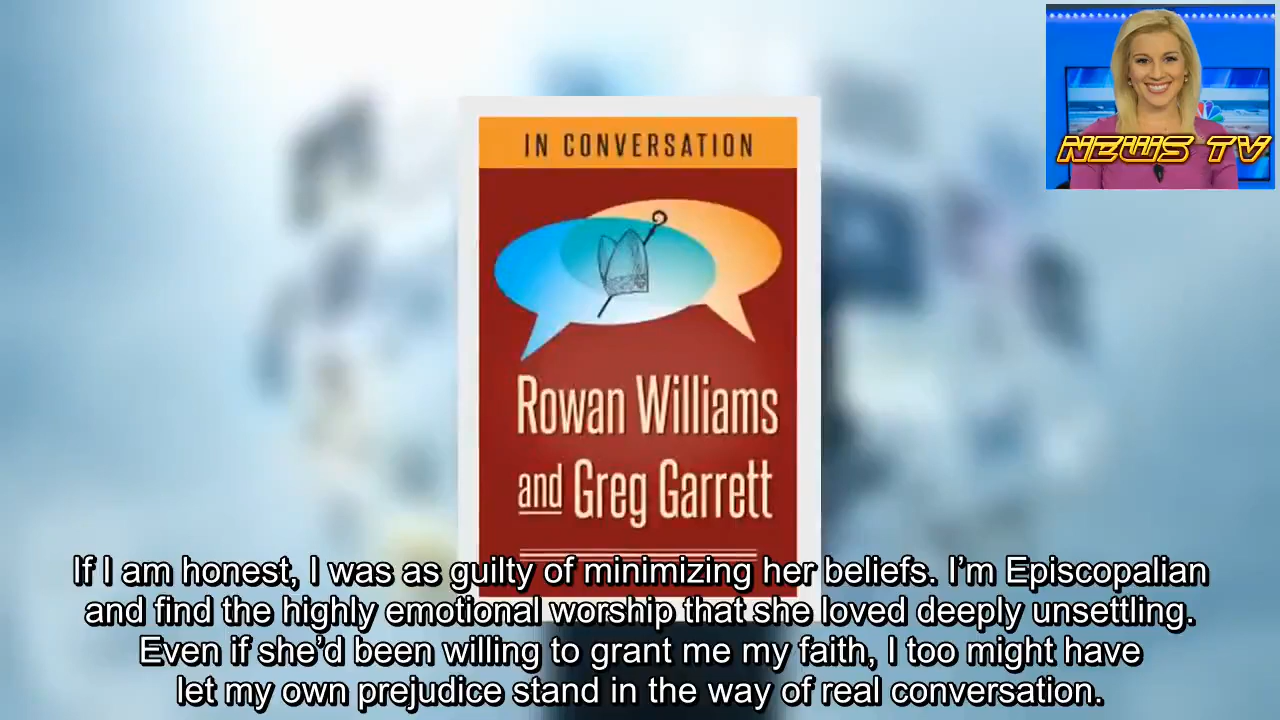 NEWS TV
IN CONVERSATION
Rowan Williams
and Greg Garrett
If I am honest, I was as guilty of minimizing her beliefs. I’m Episcopalian
and find the highly emotional worship that she loved deeply unsettling.
Even if she’d been willing to grant me my faith, I too might have
let my own prejudice stand in the way of real conversation.